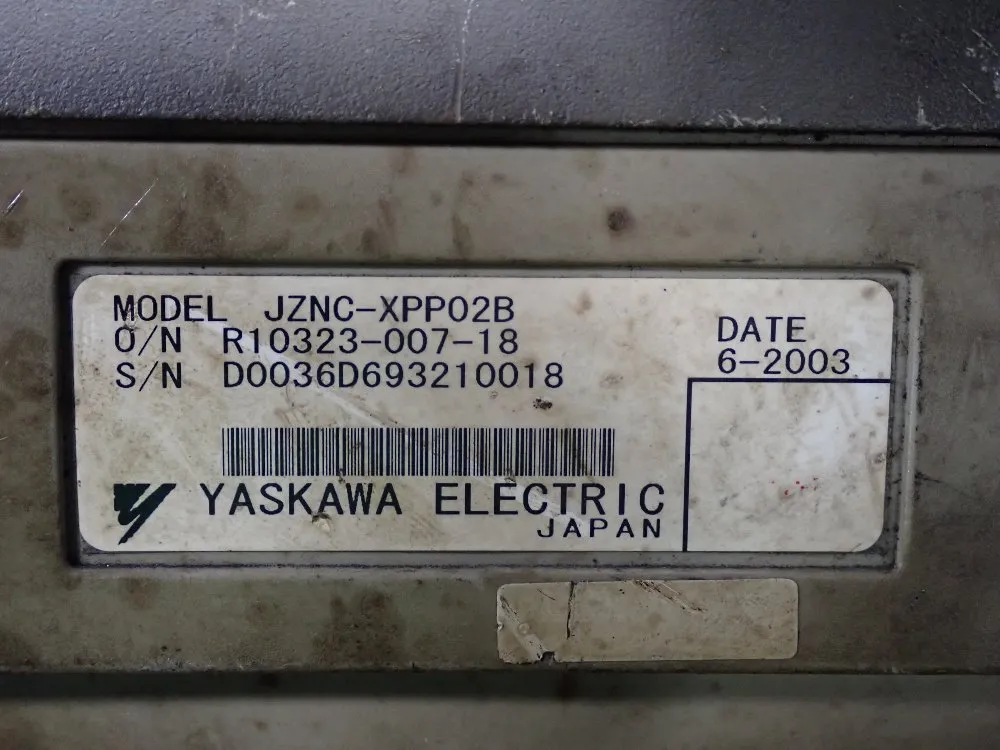 MODEL JZNC-XPP02B
O/N R10323-007-18
S/N D0036D693210018
DATE
6-2003
YASKAWA ELECTRIC
JAPAN